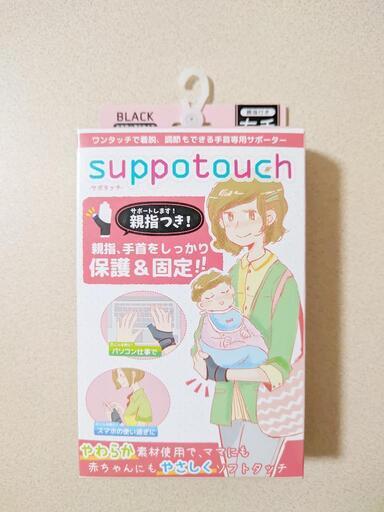 BLACK
ワンタッチで着脱、調節もできる手首専用サポーター
suppotouch
サポタッチ
サポートします!
親指つき!
親指、手首をしっかり
保護&固定!!
パソコン仕事で
スマホの使い過ぎに
やわらか素材使用で、ママにも
赤ちゃんにもやさしくソフトタッチ